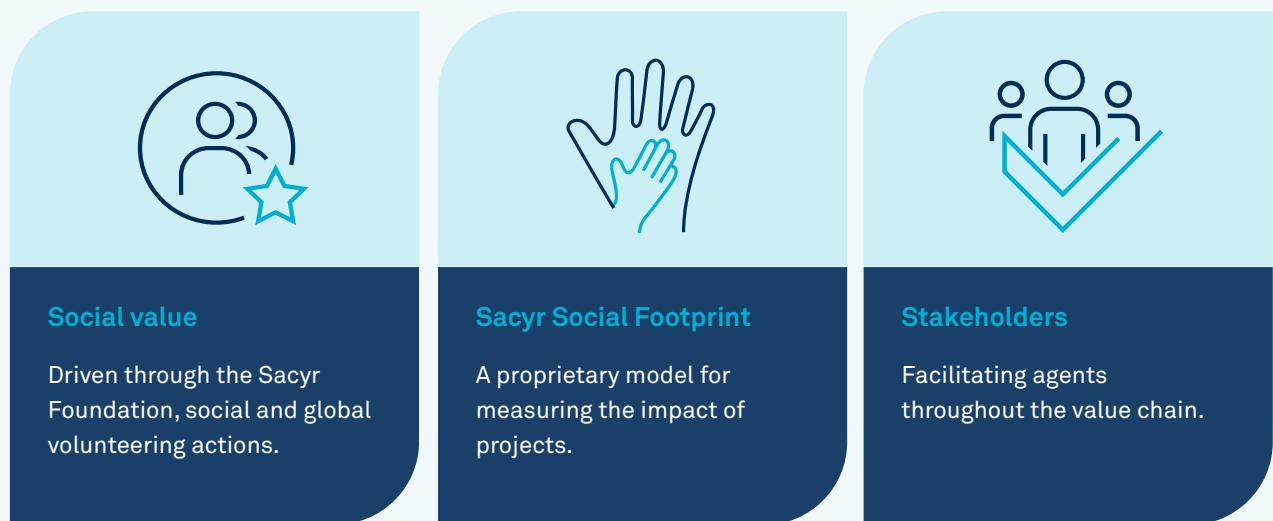 Social value
Driven through the Sacyr
Foundation, social and global
volunteering actions.
Sacyr Social Footprint
A proprietary model for
measuring the impact of
projects.
Stakeholders
Facilitating agents
throughout the value chain.